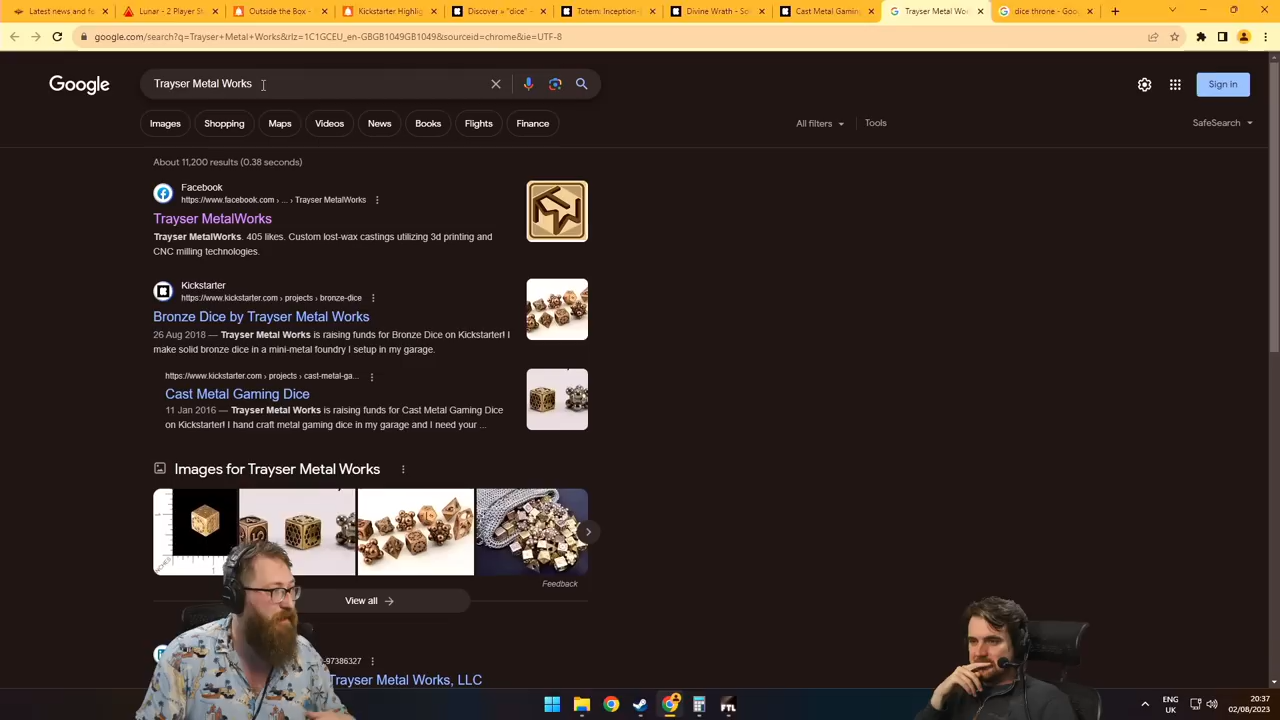 Latest news and fe
Lunar - 2 Player St
Outside the Box -
Kickstarter Highlig
Discover » "dice" -
Totem: Inception-
Divine Wrath - So
Cast Metal Gaming
Trayser Metal Wo
dice throne - Goo
google.com/search?q=Trayser+Metal+Works&rlz=1C1GCEU_en-GBGB1049GB1049&sourceid=chrome&ie=UTF-8
Google
Trayser Metal Works
Sign in
Images
Shopping
Maps
Videos
News
Books
Flights
Finance
All filters
Tools
SafeSearch
About 11,200 results (0.38 seconds)
Facebook
https://www.facebook.com › ... › Trayser MetalWorks
Trayser MetalWorks
Trayser MetalWorks. 405 likes. Custom lost-wax castings utilizing 3d printing and
CNC milling technologies.
Kickstarter
https://www.kickstarter.com › projects › bronze-dice
Bronze Dice by Trayser Metal Works
26 Aug 2018 — Trayser Metal Works is raising funds for Bronze Dice on Kickstarter! I
make solid bronze dice in a mini-metal foundry I setup in my garage.
https://www.kickstarter.com › projects › cast-metal-ga...
Cast Metal Gaming Dice
11 Jan 2016 — Trayser Metal Works is raising funds for Cast Metal Gaming Dice
on Kickstarter! I hand craft metal gaming dice in my garage and I need your ...
Images for Trayser Metal Works
Feedback
View all
-97386327
Trayser Metal Works, LLC
FTL
ENG
UK
20:37
02/08/2023